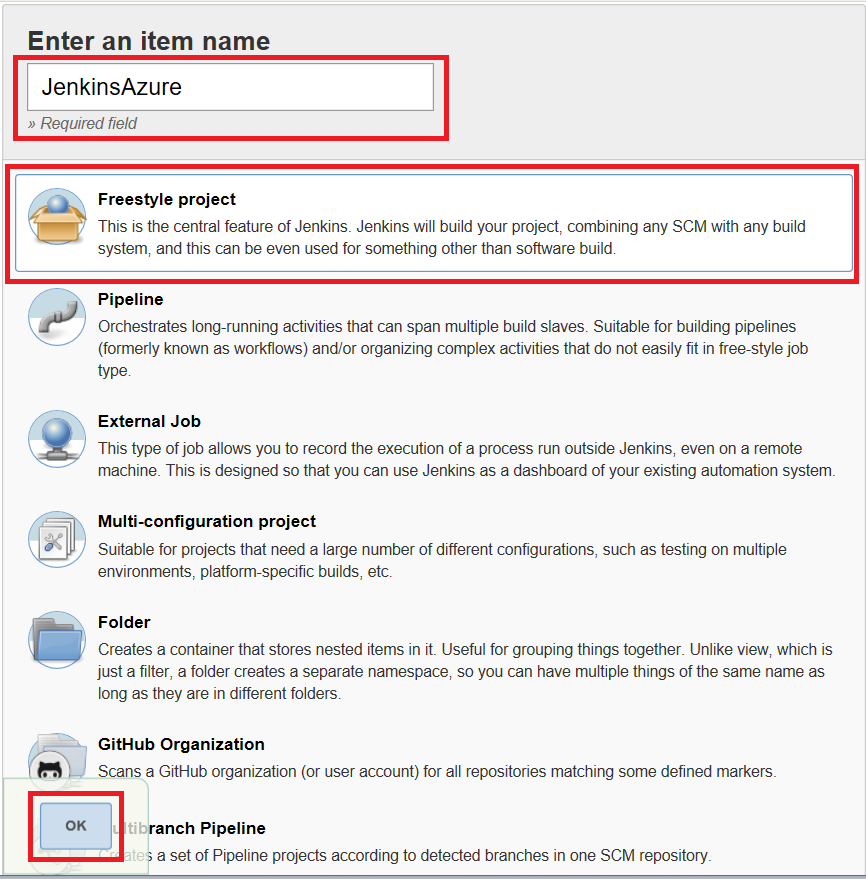 Enter an item name
JenkinsAzure
» Required field
Freestyle project
This is the central feature of Jenkins. Jenkins will build your project, combining any SCM with any build
system, and this can be even used for something other than software build.
Pipeline
Orchestrates long-running activities that can span multiple build slaves. Suitable for building pipelines
(formerly known as workflows) and/or organizing complex activities that do not easily fit in free-style job
type.
External Job
This type of job allows you to record the execution of a process run outside Jenkins, even on a remote
machine. This is designed so that you can use Jenkins as a dashboard of your existing automation system.
Multi-configuration project
Suitable for projects that need a large number of different configurations, such as testing on multiple
environments, platform-specific builds, etc.
Folder
Creates a container that stores nested items in it. Useful for grouping things together. Unlike view, which is
just a filter, a folder creates a separate namespace, so you can have multiple things of the same name as
long as they are in different folders.
GitHub Organization
Scans a GitHub organization (or user account) for all repositories matching some defined markers.
OK
Multibranch Pipeline
Creates a set of Pipeline projects according to detected branches in one SCM repository.